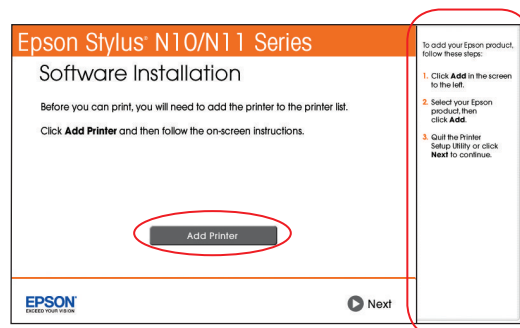 Epson Stylus® N10/N11 Series
Software Installation
Before you can print, you will need to add the printer to the printer list.
Click Add Printer and then follow the on-screen instructions.
Add Printer
EPSON®
EXCEED YOUR VISION
Next
To add your Epson product,
follow these steps:
1. Click Add in the screen
to the left.
2. Select your Epson
product, then
click Add.
3. Quit the Printer
Setup Utility or click
Next to continue.